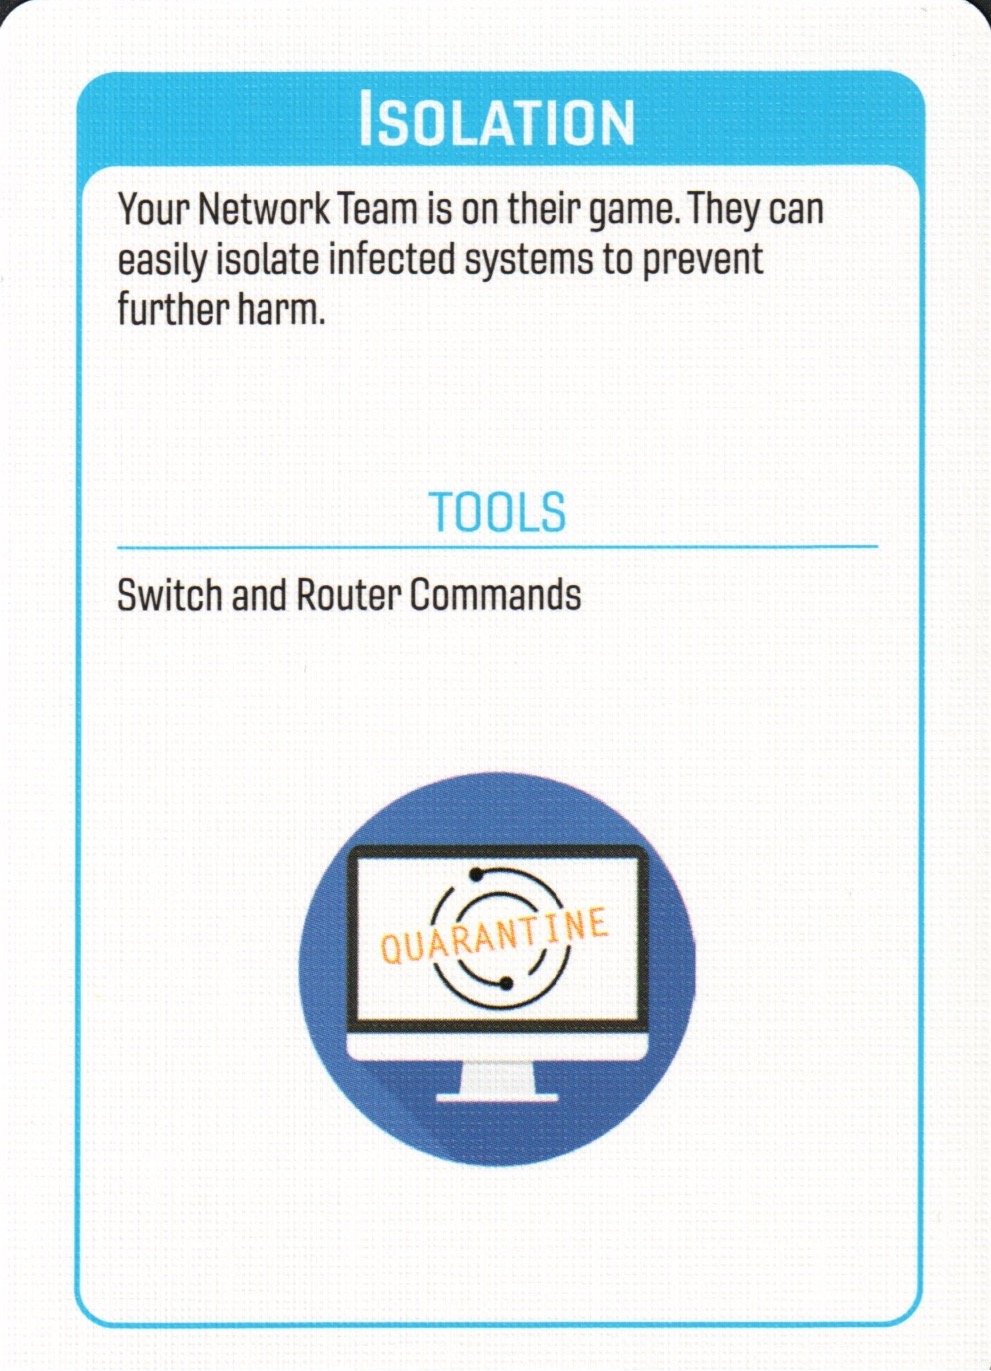 Isolation
Your Network Team is on their game. They can
easily isolate infected systems to prevent
further harm.
TOOLS
Switch and Router Commands
QUARANTINE